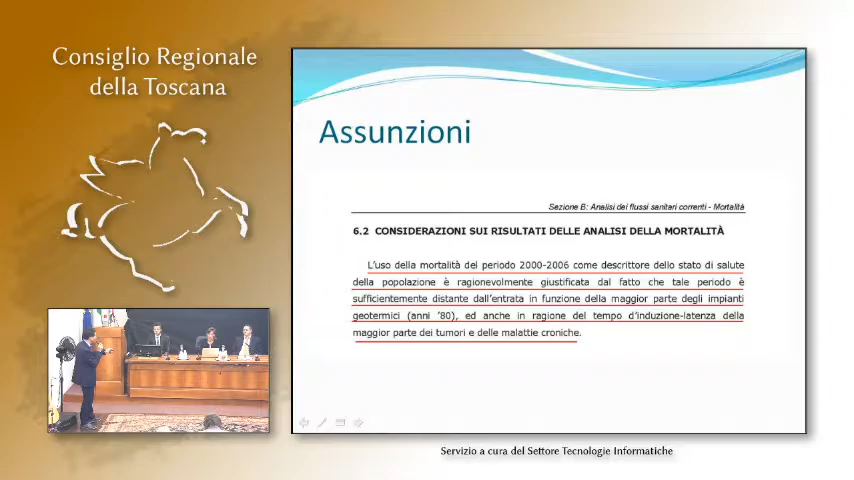 Consiglio Regionale
della Toscana
Assunzioni
Sezione B: Analisi dei flussi sanitari correnti - Mortalità
6.2 CONSIDERAZIONI SUI RISULTATI DELLE ANALISI DELLA MORTALITÀ
L'uso della mortalità del periodo 2000-2006 come descrittore dello stato di salute
della popolazione è ragionevolmente giustificata dal fatto che tale periodo è
sufficientemente distante dall'entrata in funzione della maggior parte degli impianti
geotermici (anni '80), ed anche in ragione del tempo d'induzione-latenza della
maggior parte dei tumori e delle malattie croniche.
Servizio a cura del Settore Tecnologie Informatiche